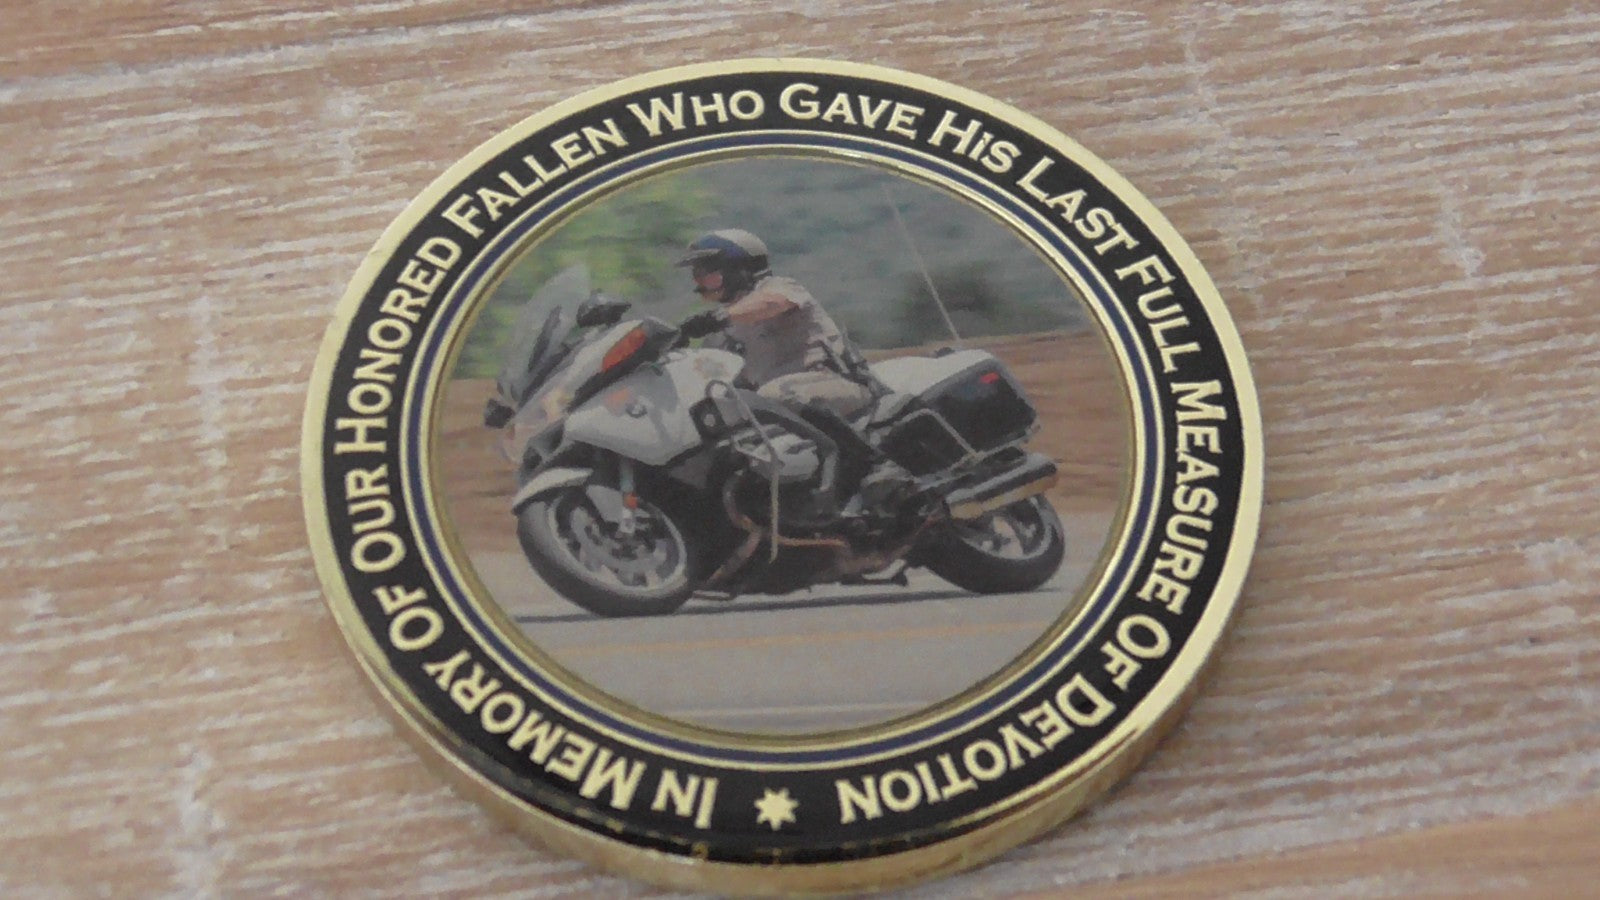 In Memory Of Our Honored Fallen Who Gave His Last Full Measure Of Devotion